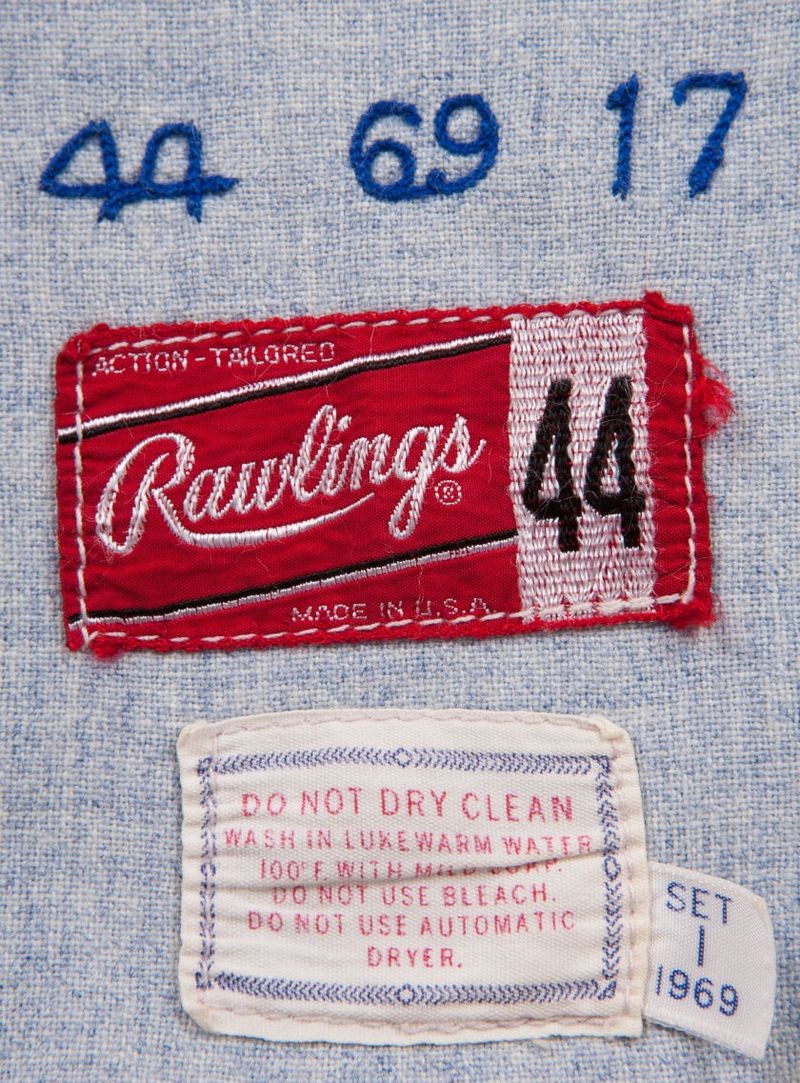 44 69 17
ACTION-TAILORED
Rawlings ®
44
MADE IN U.S.A.
DO NOT DRY CLEAN
WASH IN LUKEWARM WATER
100°F. WITH MILD SOAP.
DO NOT USE BLEACH.
DO NOT USE AUTOMATIC
DRYER.
SET
1
1969